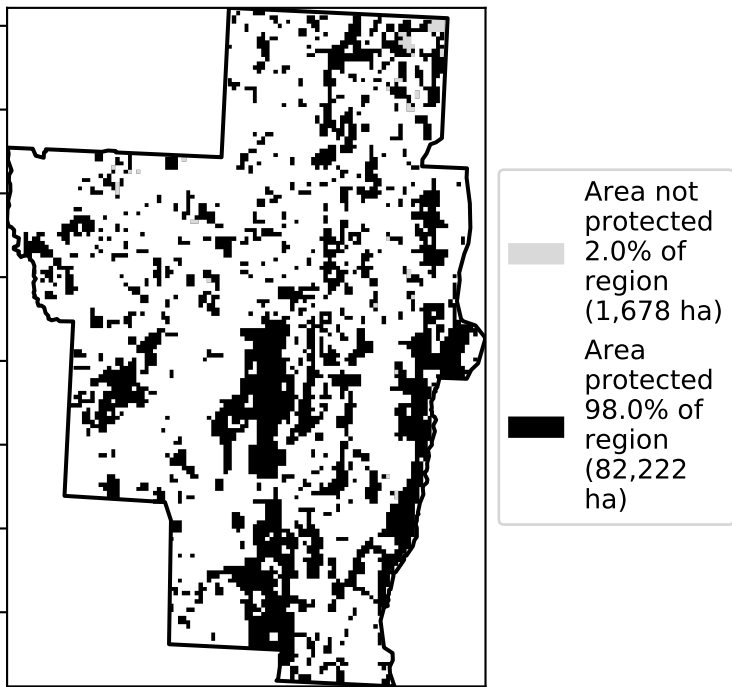 Area not
protected
2.0% of
region
(1,678 ha)
Area
protected
98.0% of
region
(82,222
ha)